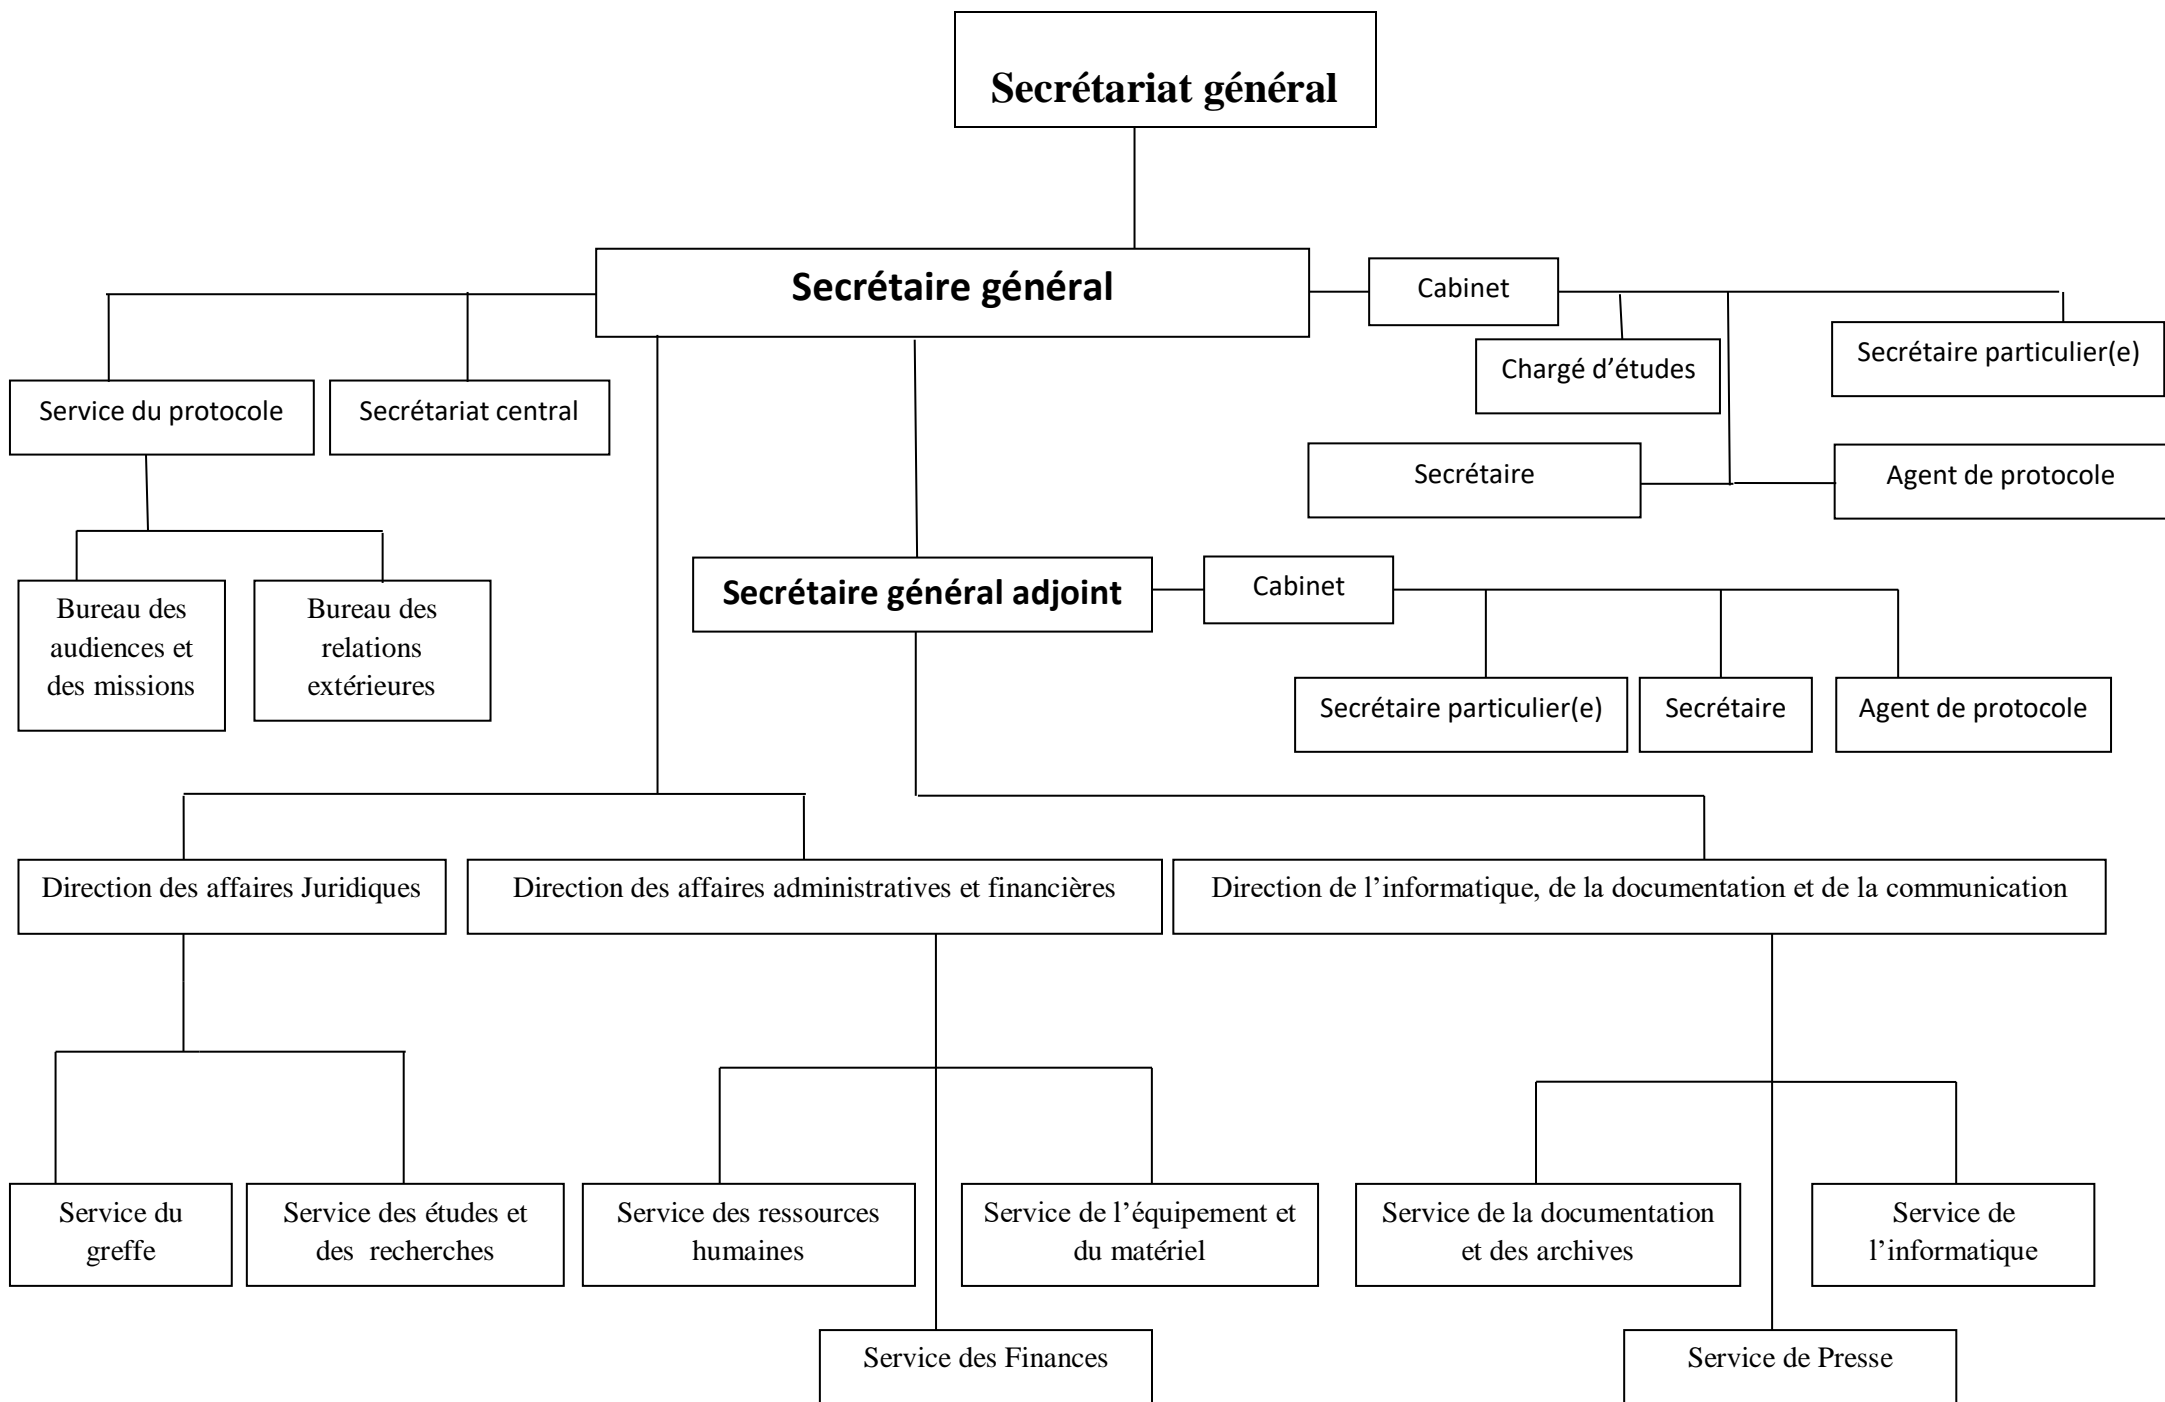 Secrétariat général
Secrétaire général
Cabinet
Chargé d’études
Secrétaire particulier(e)
Service du protocole
Secrétariat central
Secrétaire
Agent de protocole
Bureau des
audiences et
des missions
Bureau des
relations
extérieures
Secrétaire général adjoint
Cabinet
Secrétaire particulier(e)
Secrétaire
Agent de protocole
Direction des affaires Juridiques
Direction des affaires administratives et financières
Direction de l’informatique, de la documentation et de la communication
Service du
greffe
Service des études et
des recherches
Service des ressources
humaines
Service de l’équipement et
du matériel
Service de la documentation
et des archives
Service de
l’informatique
Service des Finances
Service de Presse